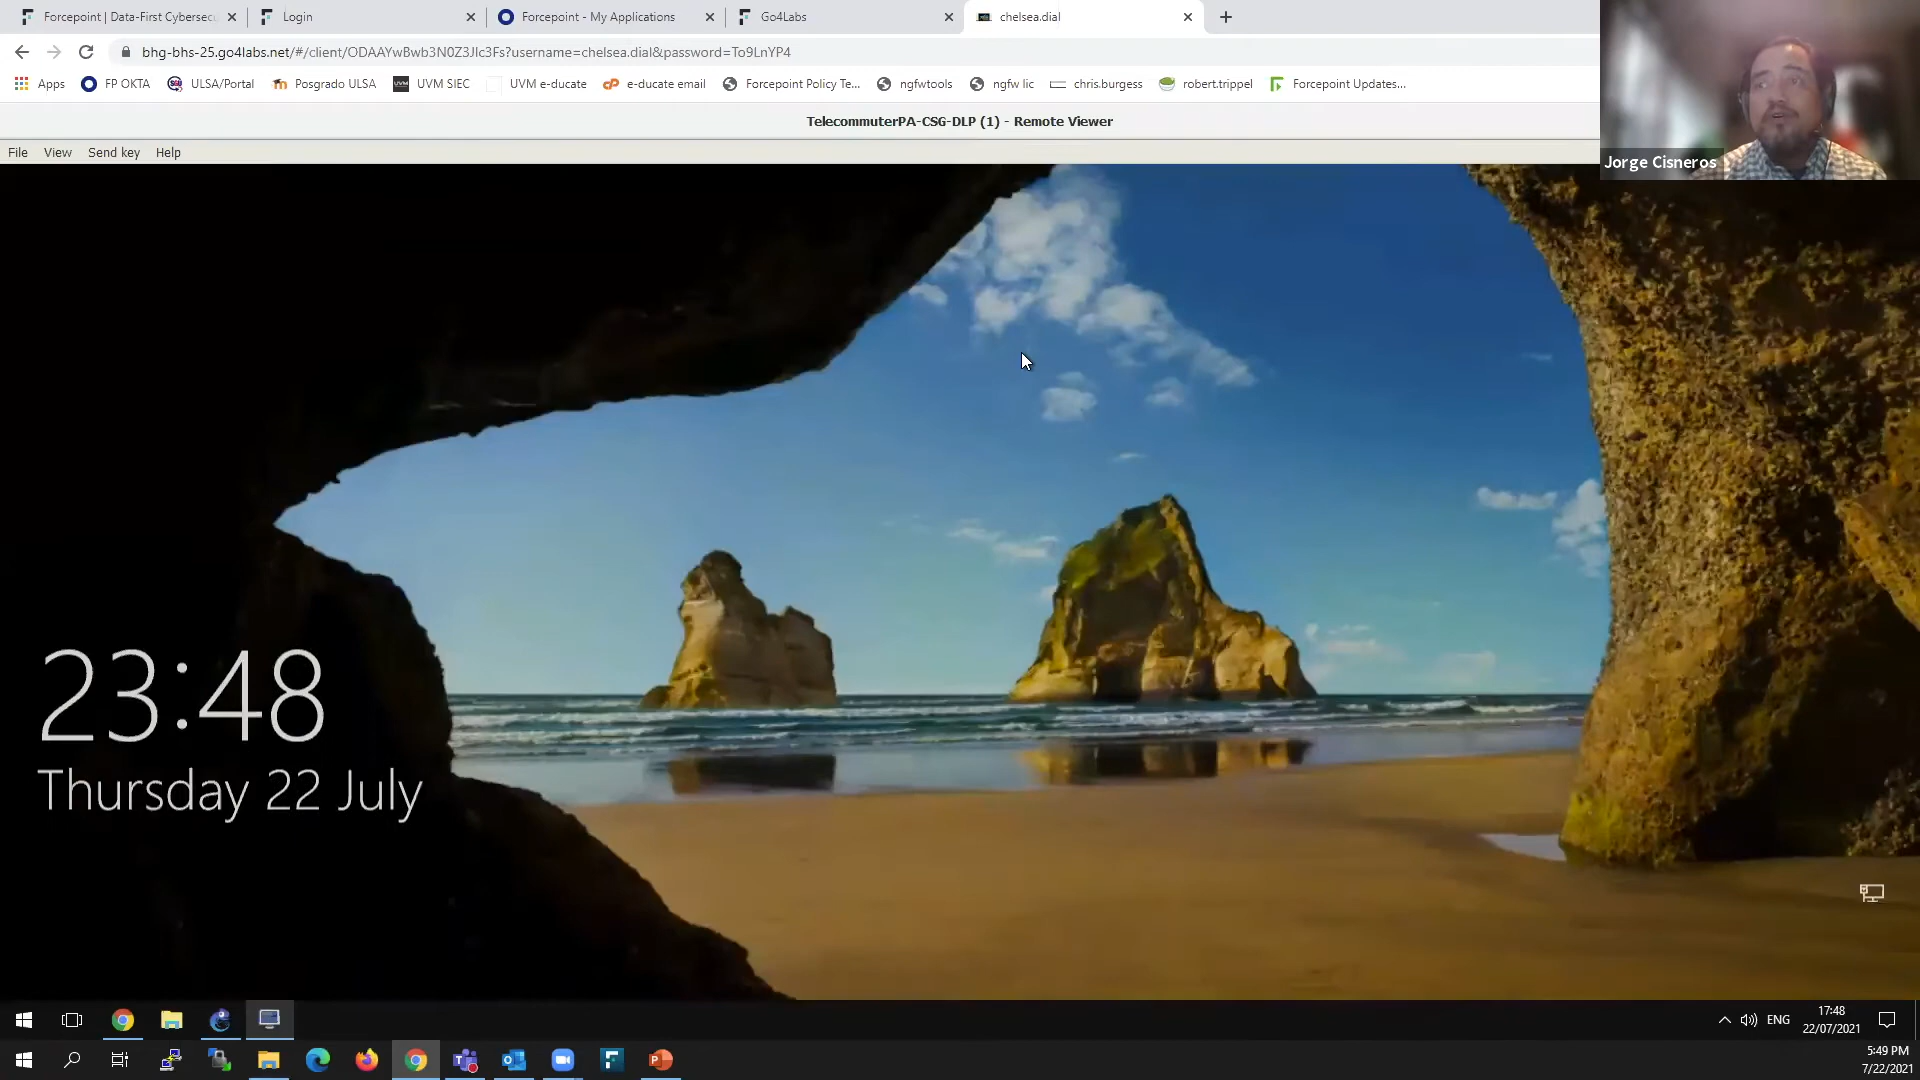 Forcepoint | Data-First Cybersec
Login
Forcepoint - My Applications
Go4Labs
chelsea.dial
bhg-bhs-25.go4labs.net/#/client/ODAAYwBwb3N0Z3Jlc3Fs?username=chelsea.dial&password=To9LnYP4
Apps
FP OKTA
ULSA/Portal
Posgrado ULSA
UVM SIEC
UVM e-ducate
e-ducate email
Forcepoint Policy Te...
ngfwtools
ngfw lic
chris.burgess
robert.trippel
Forcepoint Updates...
TelecommuterPA-CSG-DLP (1) - Remote Viewer
File View Send key Help
Jorge Cisneros
23:48
Thursday 22 July
ENG
17:48
22/07/2021
5:49 PM
7/22/2021